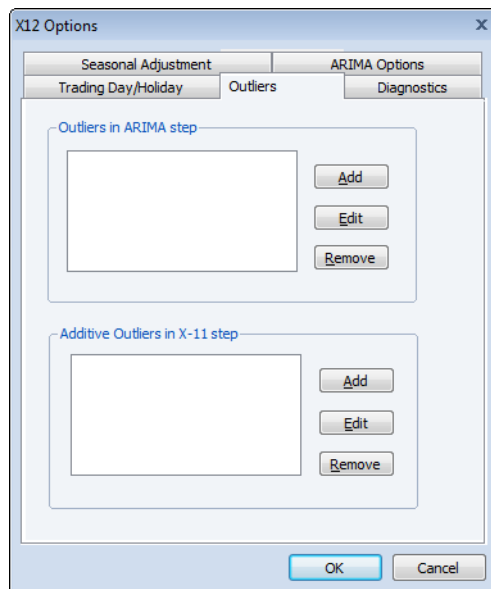 X12 Options
x
Seasonal Adjustment
ARIMA Options
Trading Day/Holiday
Outliers
Diagnostics
Outliers in ARIMA step
Add
Edit
Remove
Additive Outliers in X-11 step
Add
Edit
Remove
OK
Cancel